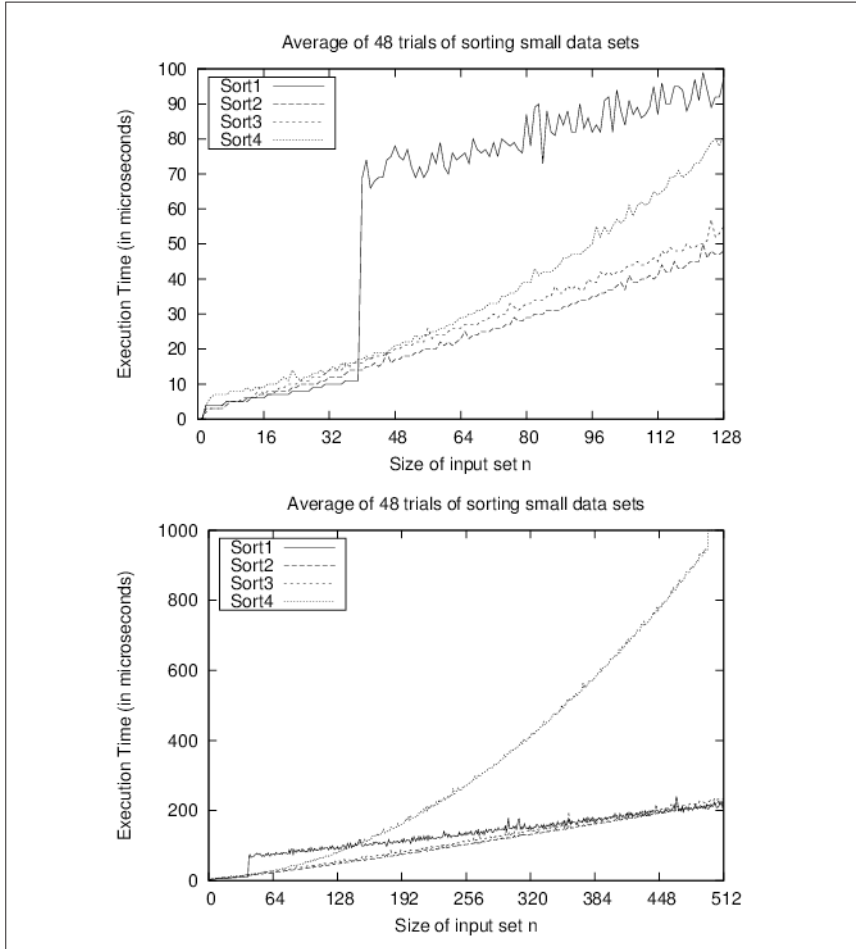 Average of 48 trials of sorting small data sets
Execution Time (in microseconds)
100
90
80
70
60
50
40
30
20
10
0
Sort1
Sort2
Sort3
Sort4
0 16 32 48 64 80 96 112 128
Size of input set n
Average of 48 trials of sorting small data sets
Execution Time (in microseconds)
1000
800
600
400
200
0
Sort1
Sort2
Sort3
Sort4
0 64 128 192 256 320 384 448 512
Size of input set n